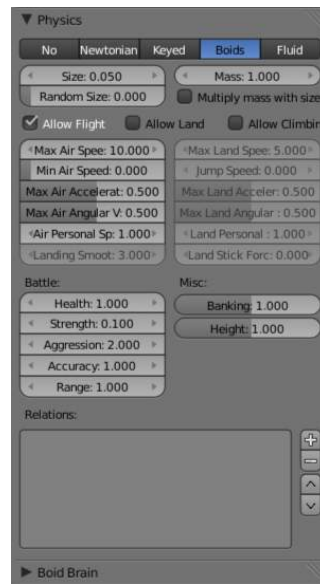 Physics
No Newtonian Keyed Boids Fluid
Size: 0.050 Mass: 1.000
Random Size: 0.000 Multiply mass with size
Allow Flight Allow Land Allow Climbin
Max Air Spee: 10.000 Max Land Spee: 5.000
Min Air Speed: 0.000 Jump Speed: 0.000
Max Air Accelerat: 0.500 Max Land Acceler: 0.500
Max Air Angular V: 0.500 Max Land Angular : 0.500
Air Personal Sp: 1.000 Land Personal : 1.000
Landing Smoot: 3.000 Land Stick Forc: 0.000
Battle: Misc:
Health: 1.000 Banking: 1.000
Strength: 0.100 Height: 1.000
Aggression: 2.000
Accuracy: 1.000
Range: 1.000
Relations:
Boid Brain